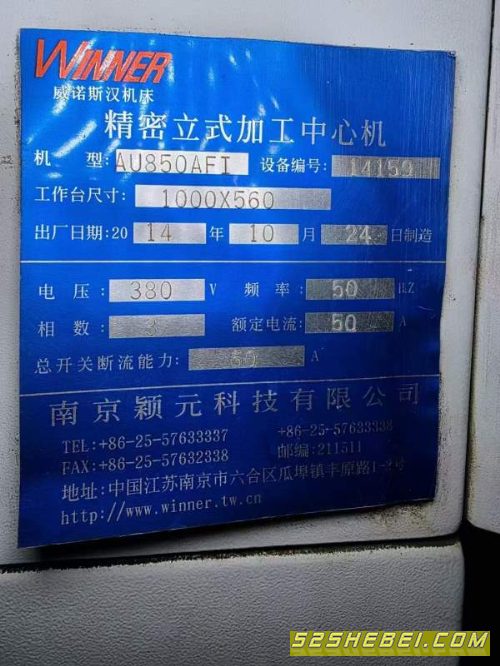 WINNER
威诺斯汉机床
精密立式加工中心机
机 型: AU850AFI 设备编号: 14159
工作台尺寸: 1000X560
出厂日期:20 14 年 10 月 24 日制造
电 压: 380 V 频 率: 50 HZ
相 数: 3 额定电流: 50 A
总开关断流能力: A
南京颖元科技有限公司
TEL:+86-25-57633337 +86-25-57633338
FAX:+86-25-57632338 邮编:211511
地址:中国江苏南京市六合区瓜埠镇丰原路1-2号
http://www.winner.tw.cn
52SHEBEI.COM